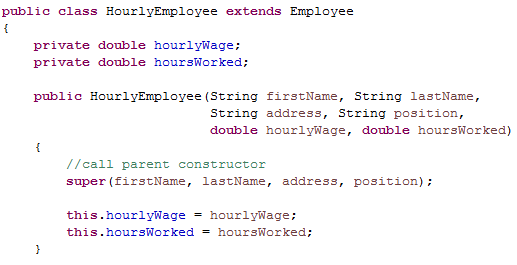 public class HourlyEmployee extends Employee
{
    private double hourlyWage;
    private double hoursWorked;

    public HourlyEmployee(String firstName, String lastName,
                          String address, String position,
                          double hourlyWage, double hoursWorked)
    {
        //call parent constructor
        super(firstName, lastName, address, position);

        this.hourlyWage = hourlyWage;
        this.hoursWorked = hoursWorked;
    }